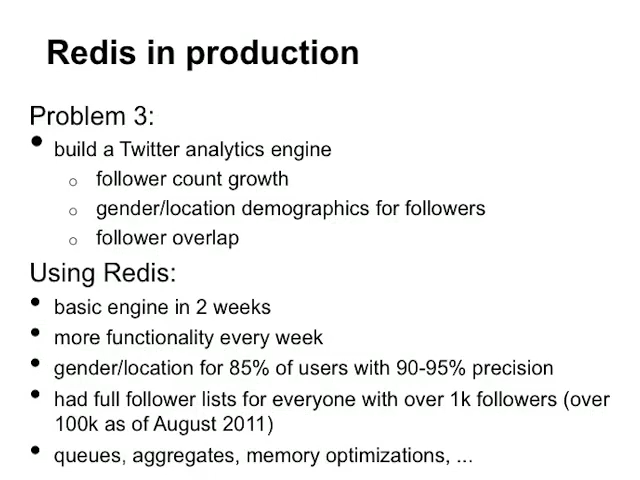 Redis in production
Problem 3:
• build a Twitter analytics engine
o follower count growth
o gender/location demographics for followers
o follower overlap
Using Redis:
• basic engine in 2 weeks
• more functionality every week
• gender/location for 85% of users with 90-95% precision
• had full follower lists for everyone with over 1k followers (over
100k as of August 2011)
• queues, aggregates, memory optimizations, ...